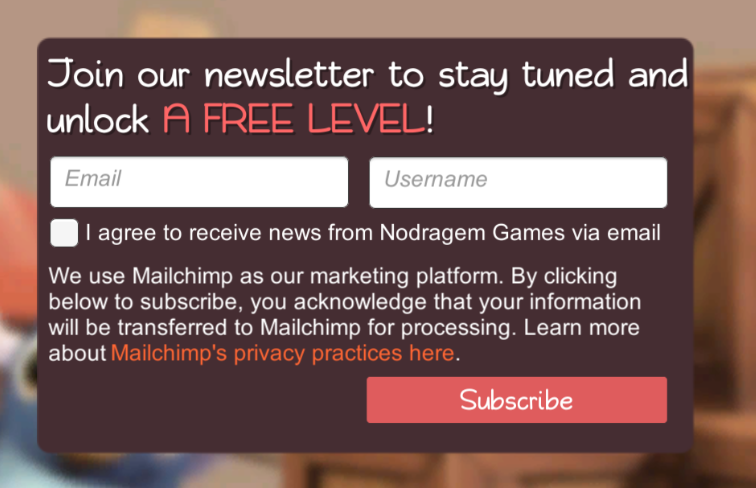 Join our newsletter to stay tuned and
unlock A FREE LEVEL!
Email
Username
I agree to receive news from Nodragem Games via email
We use Mailchimp as our marketing platform. By clicking
below to subscribe, you acknowledge that your information
will be transferred to Mailchimp for processing. Learn more
about Mailchimp's privacy practices here.
Subscribe